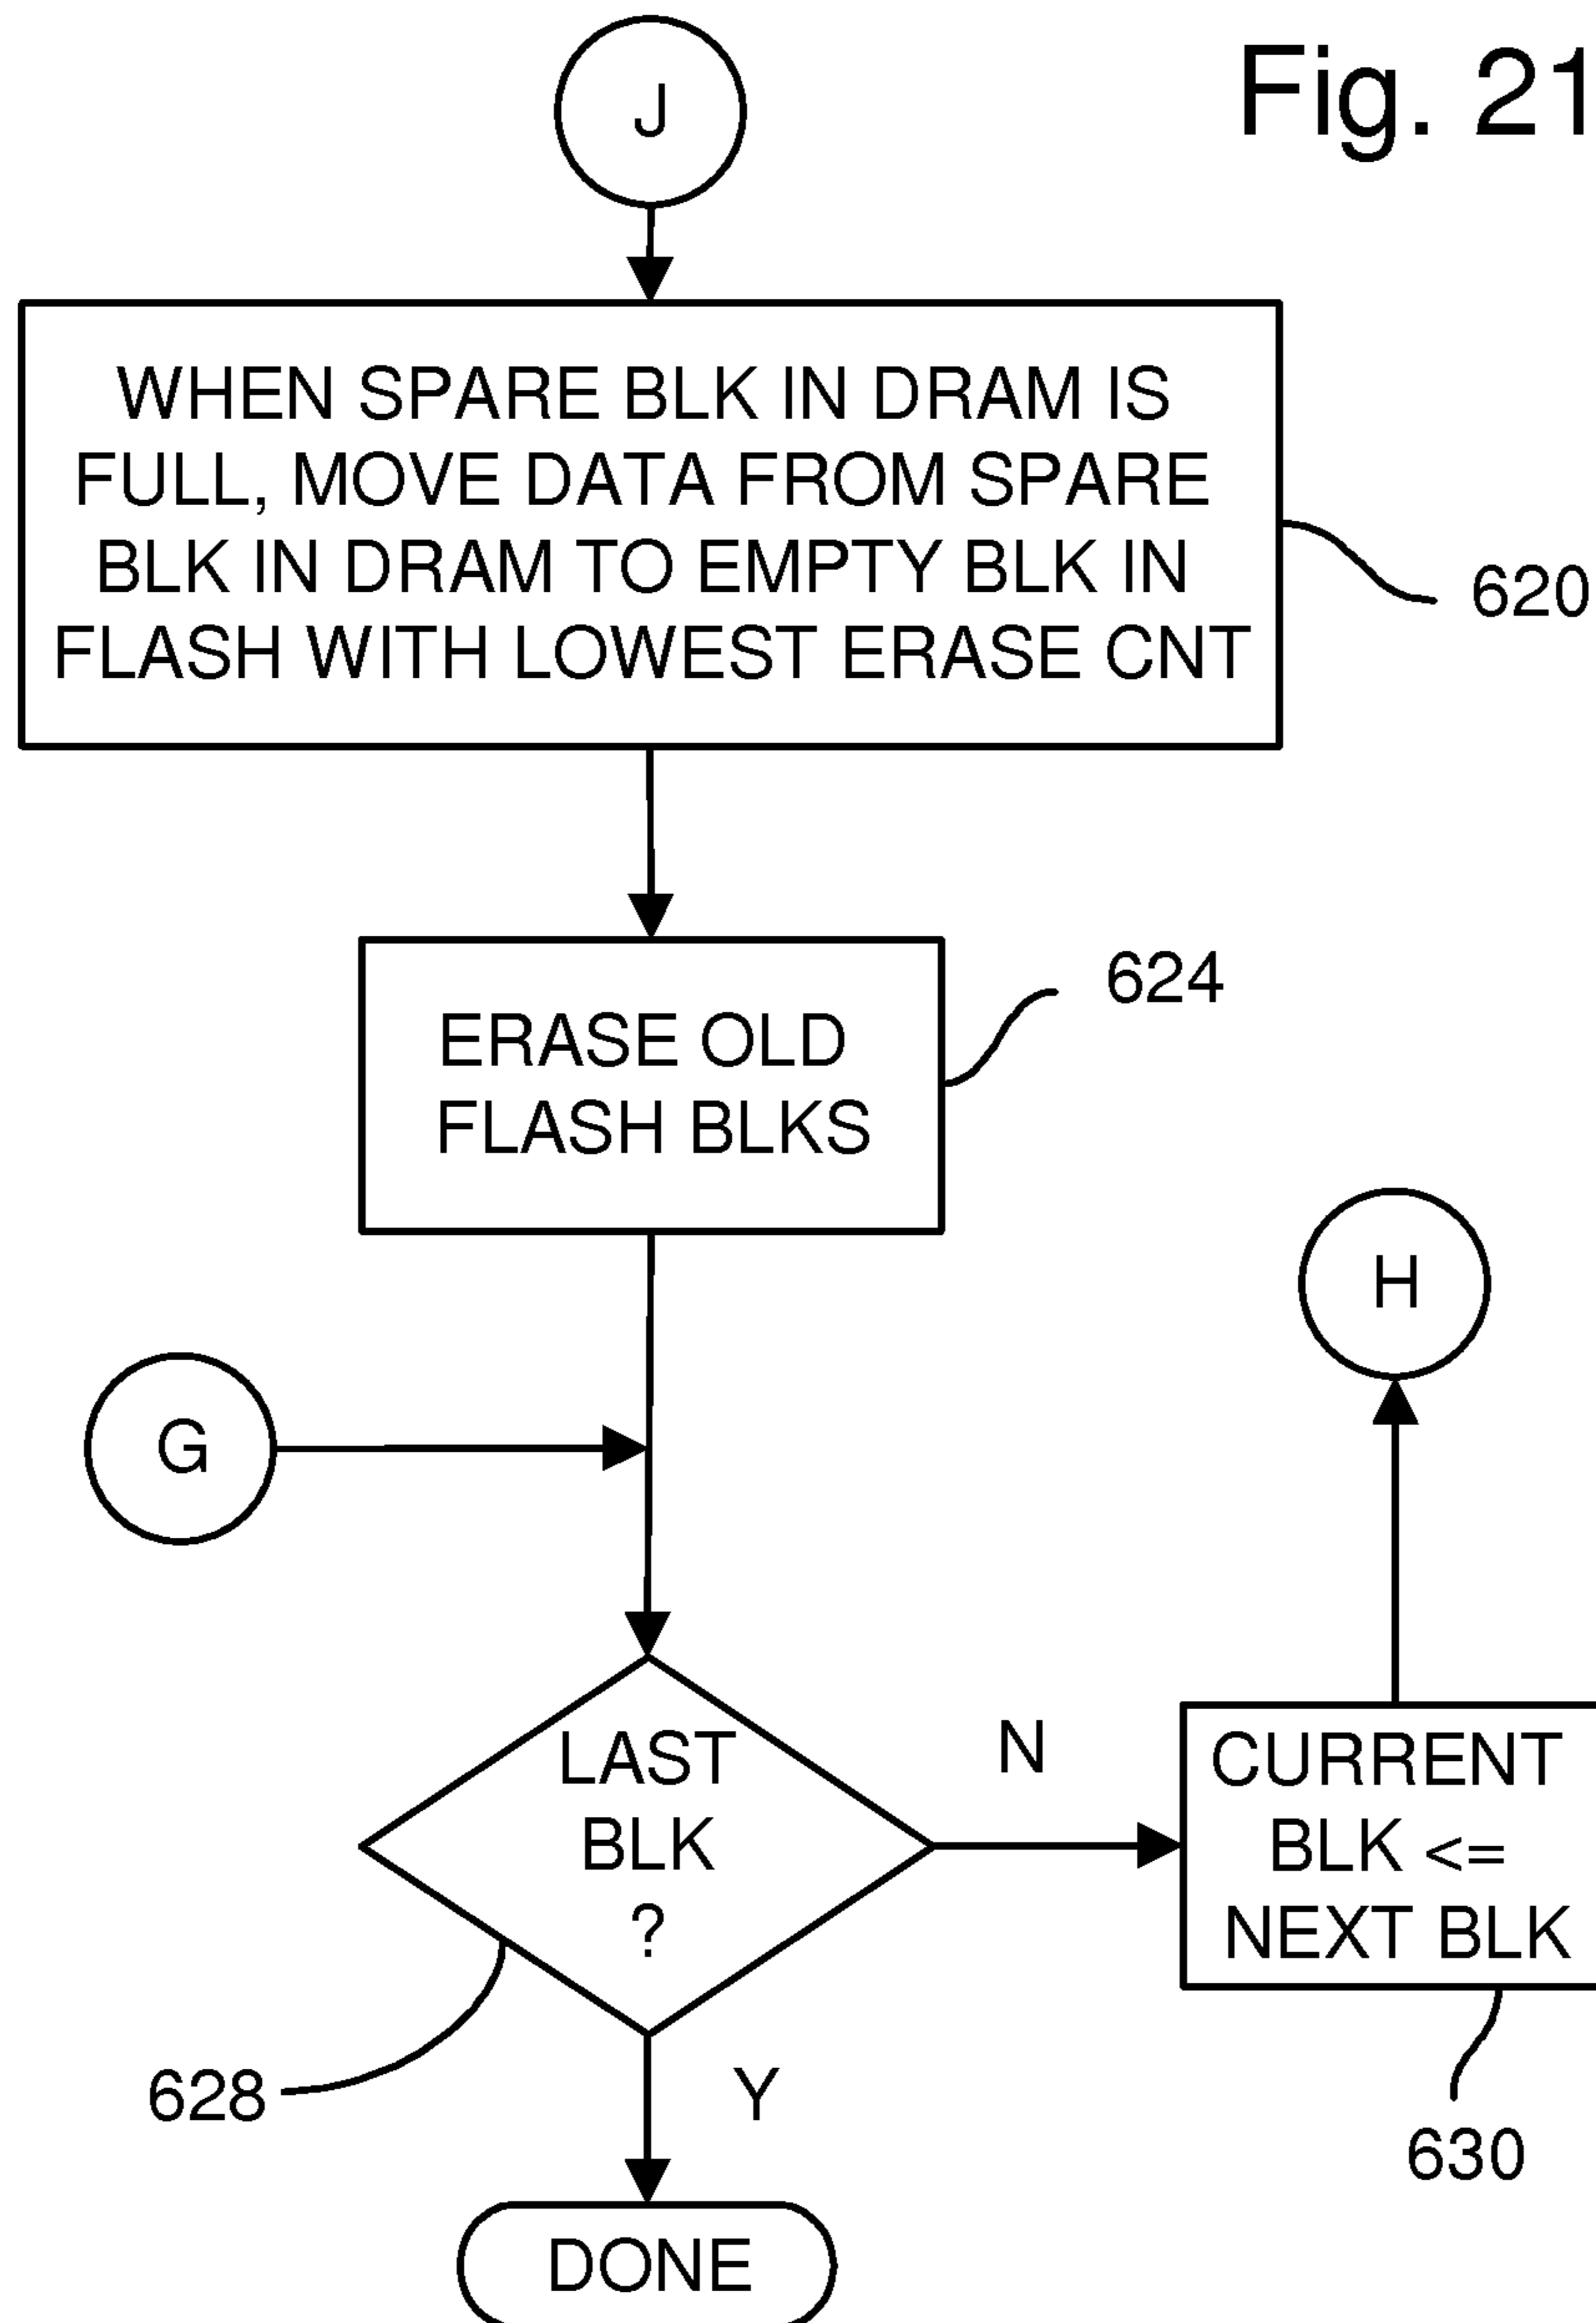 J
Fig. 21
WHEN SPARE BLK IN DRAM IS
FULL, MOVE DATA FROM SPARE
BLK IN DRAM TO EMPTY BLK IN
FLASH WITH LOWEST ERASE CNT
620
ERASE OLD
FLASH BLKS
624
H
G
LAST
BLK
?
N
CURRENT
BLK <=
NEXT BLK
628
Y
630
DONE